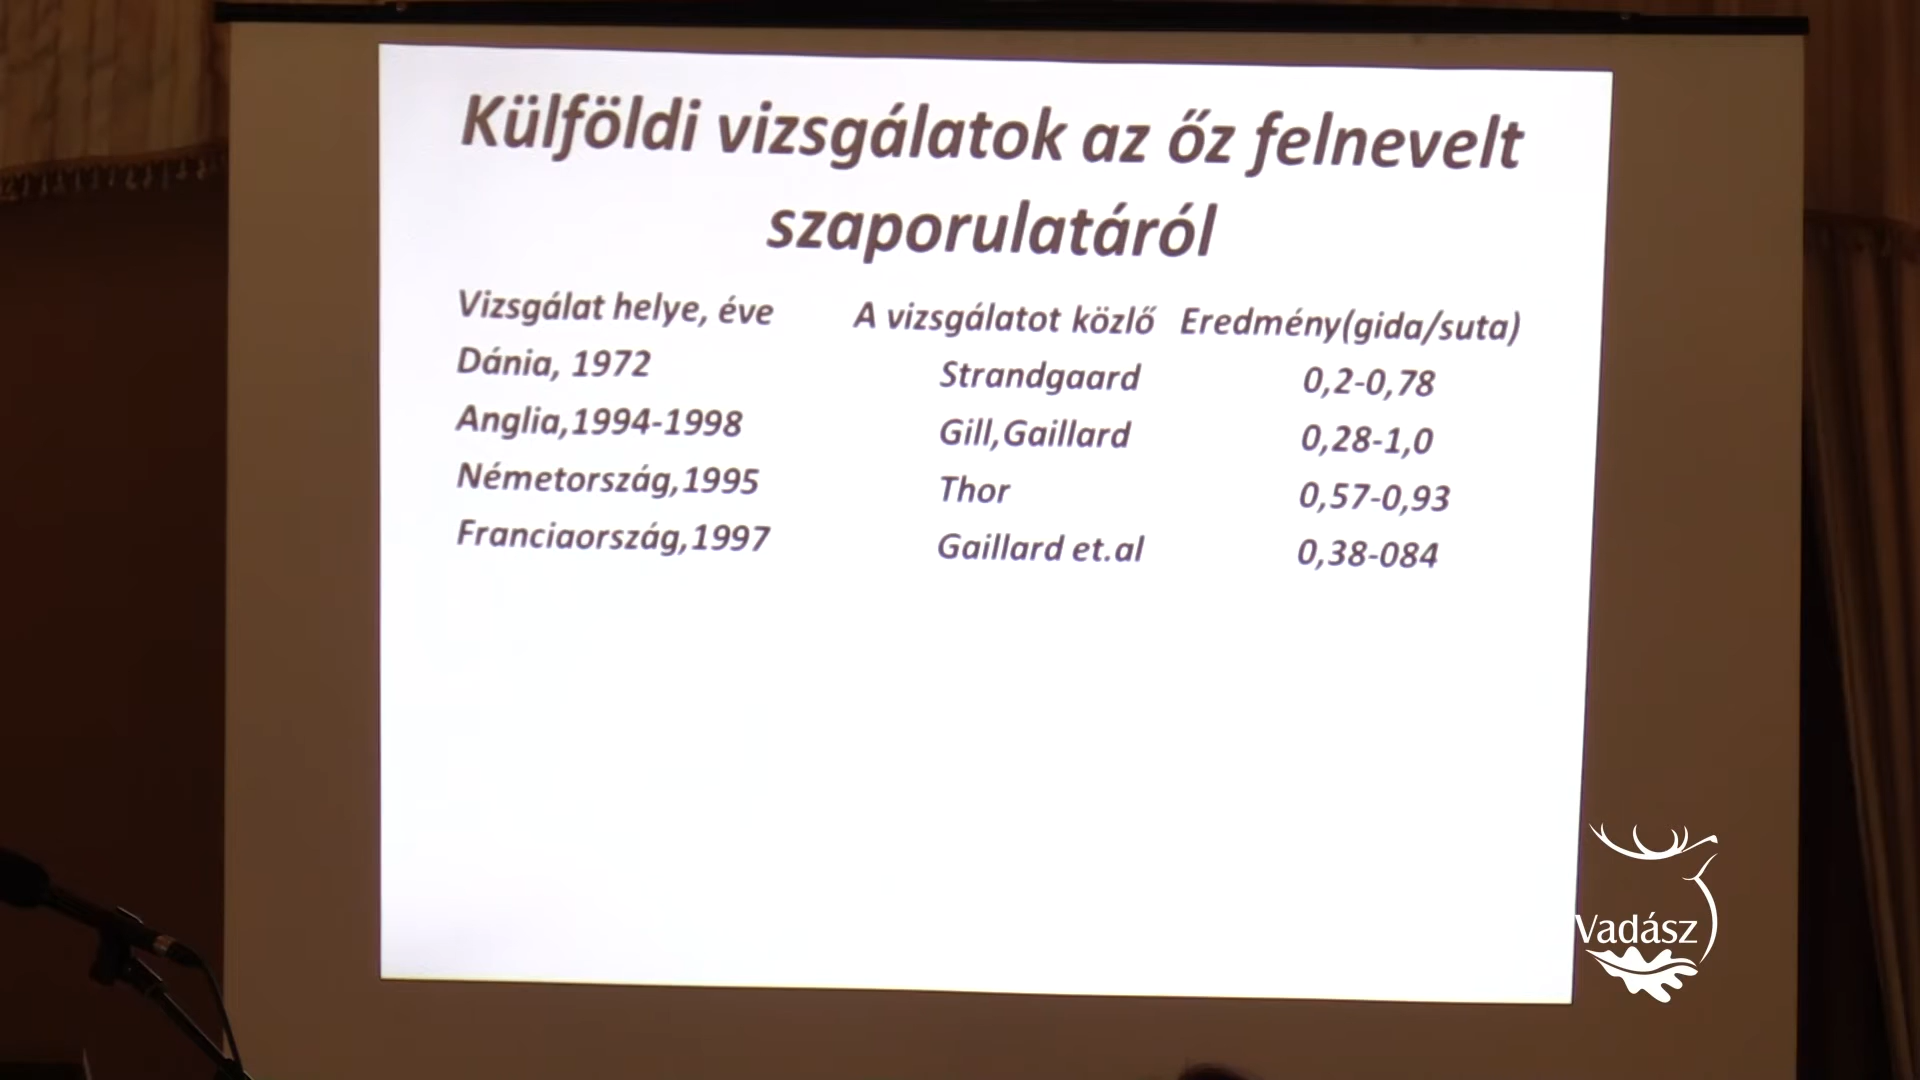 Külföldi vizsgálatok az őz felnevelt
szaporulatáról
Vizsgálat helye, éve A vizsgálatot közlő Eredmény(gida/suta)
Dánia, 1972 Strandgaard 0,2-0,78
Anglia,1994-1998 Gill,Gaillard 0,28-1,0
Németország,1995 Thor 0,57-0,93
Franciaország,1997 Gaillard et.al 0,38-084
Vadász